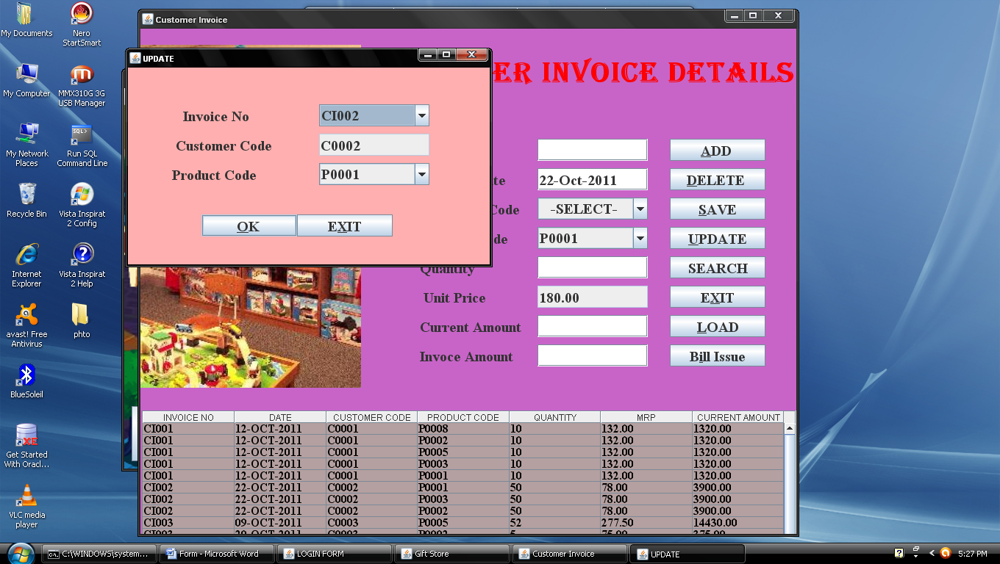 My Documents
Nero
StartSmart
My Computer
MMX310G 3G
USB Manager
My Network
Places
SQL>
Run SQL
Command Line
Recycle Bin
Vista Inspirat
2 Config
Internet
Explorer
Vista Inspirat
2 Help
avast! Free
Antivirus
phto
BlueSoleil
XE
Get Started
With Oracl...
VLC media
player
Customer Invoice
ER INVOICE DETAILS
UPDATE
Invoice No CI002
Customer Code C0002
Product Code P0001
OK EXIT
ADD
te 22-Oct-2011 DELETE
Code -SELECT- SAVE
de P0001 UPDATE
Quantity SEARCH
Unit Price 180.00 EXIT
Current Amount LOAD
Invoce Amount Bill Issue
INVOICE NO DATE CUSTOMER CODE PRODUCT CODE QUANTITY MRP CURRENT AMOUNT
CI001 12-OCT-2011 C0001 P0008 10 132.00 1320.00
CI001 12-OCT-2011 C0001 P0002 10 132.00 1320.00
CI001 12-OCT-2011 C0001 P0005 10 132.00 1320.00
CI001 12-OCT-2011 C0001 P0003 10 132.00 1320.00
CI001 12-OCT-2011 C0001 P0001 10 132.00 1320.00
CI002 22-OCT-2011 C0002 P0001 50 78.00 3900.00
CI002 22-OCT-2011 C0002 P0003 50 78.00 3900.00
CI002 22-OCT-2011 C0002 P0002 50 78.00 3900.00
CI003 09-OCT-2011 C0003 P0005 52 277.50 14430.00
C:\WINDOWS\system... Form - Microsoft Word LOGIN FORM Gift Store Customer Invoice UPDATE 5:27 PM